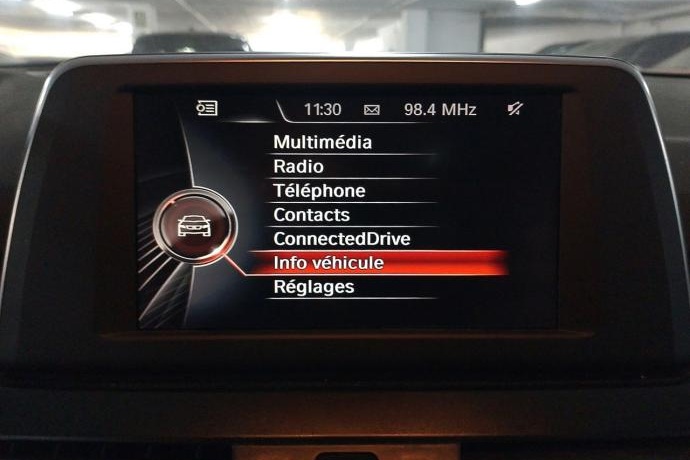 11:30 98.4 MHz
Multimédia
Radio
Téléphone
Contacts
ConnectedDrive
Info véhicule
Réglages